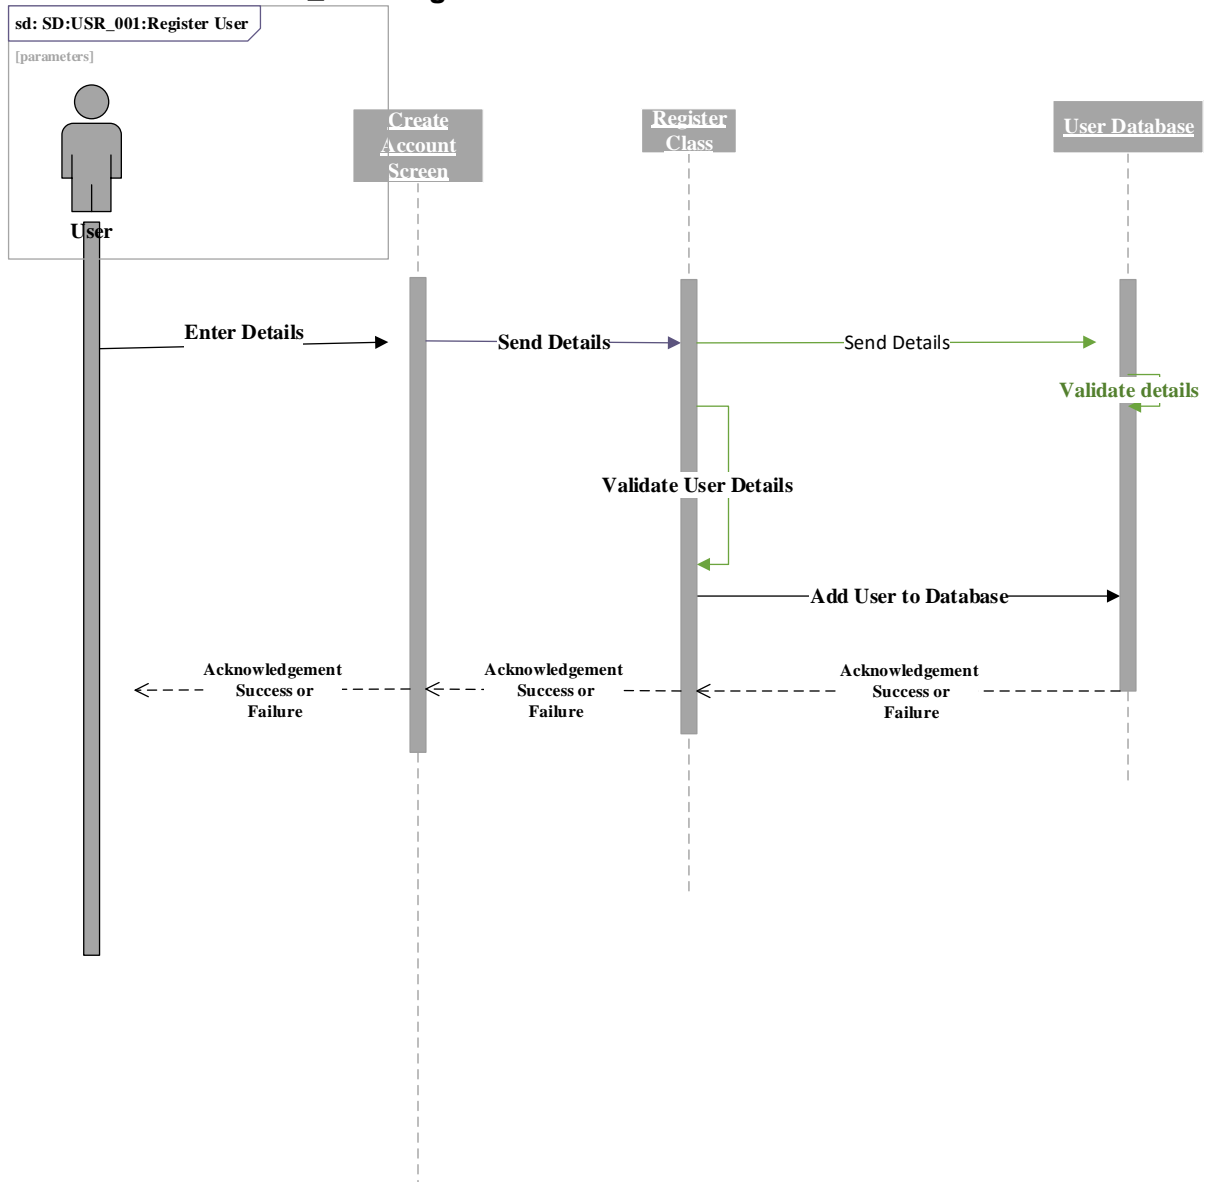 sd: SD:USR_001:Register User
[parameters]
User
Create
Account
Screen
Register
Class
User Database
Enter Details
Send Details
Send Details
Validate details
Validate User Details
Add User to Database
Acknowledgement
Success or
Failure
Acknowledgement
Success or
Failure
Acknowledgement
Success or
Failure